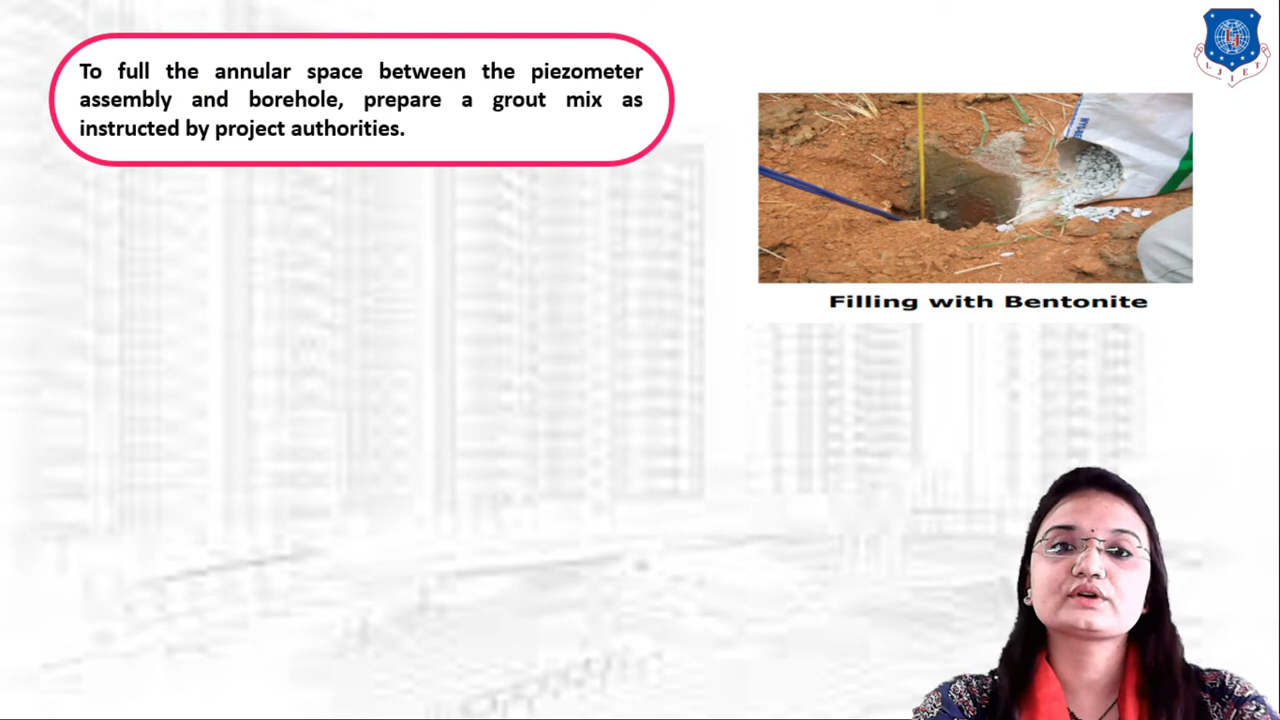 To full the annular space between the piezometer
assembly and borehole, prepare a grout mix as
instructed by project authorities.
Filling with Bentonite
LJIET